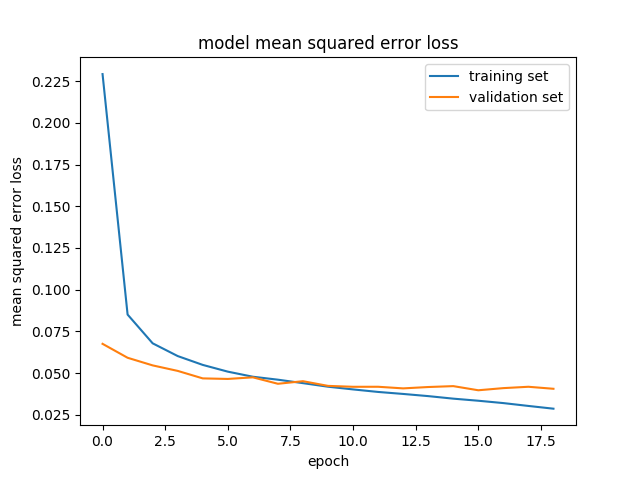 model mean squared error loss
training set
validation set
0.225
0.200
0.175
0.150
0.125
0.100
0.075
0.050
0.025
mean squared error loss
0.0 2.5 5.0 7.5 10.0 12.5 15.0 17.5
epoch